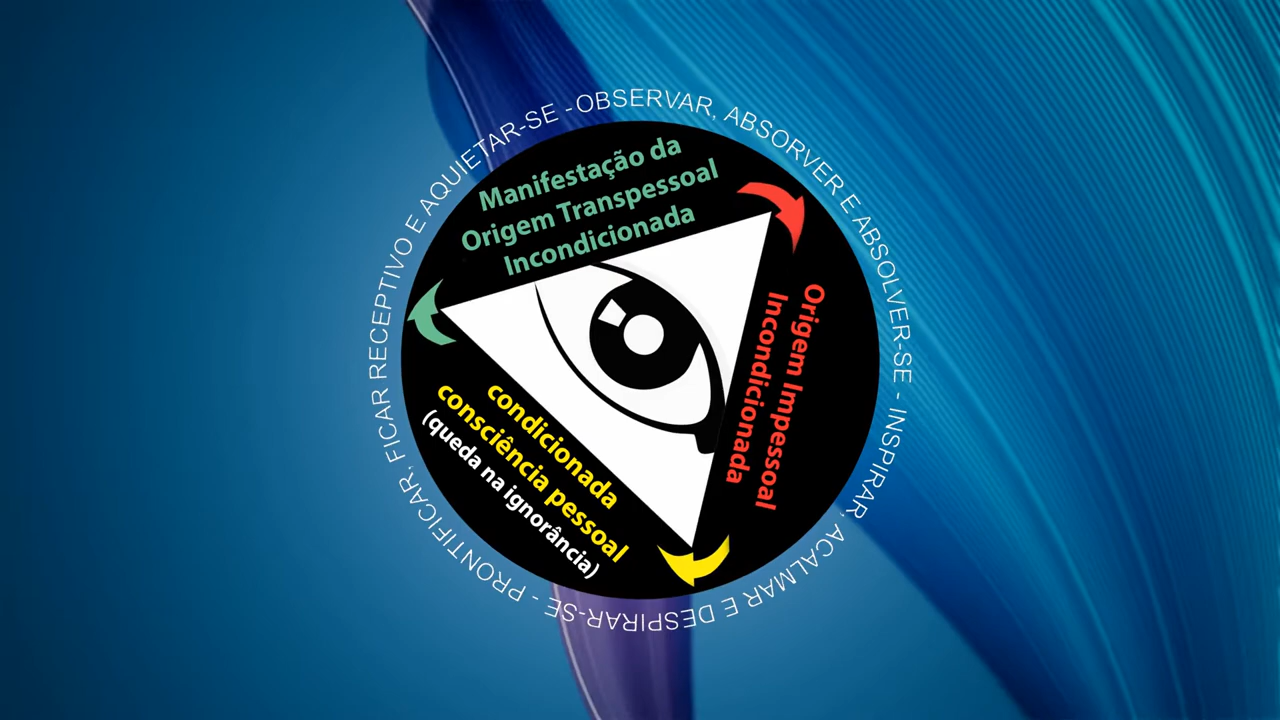 OBSERVAR, ABSORVER E ABSOLVER-SE - INSPIRAR, ACALMAR E DESPIRAR-SE - PRONTIFICAR, FICAR RECEPTIVO E AQUIETAR-SE -
Manifestação da
Origem Transpessoal
Incondicionada
Origem Impessoal
Incondicionada
condicionada
consciência pessoal
(queda na ignorância)